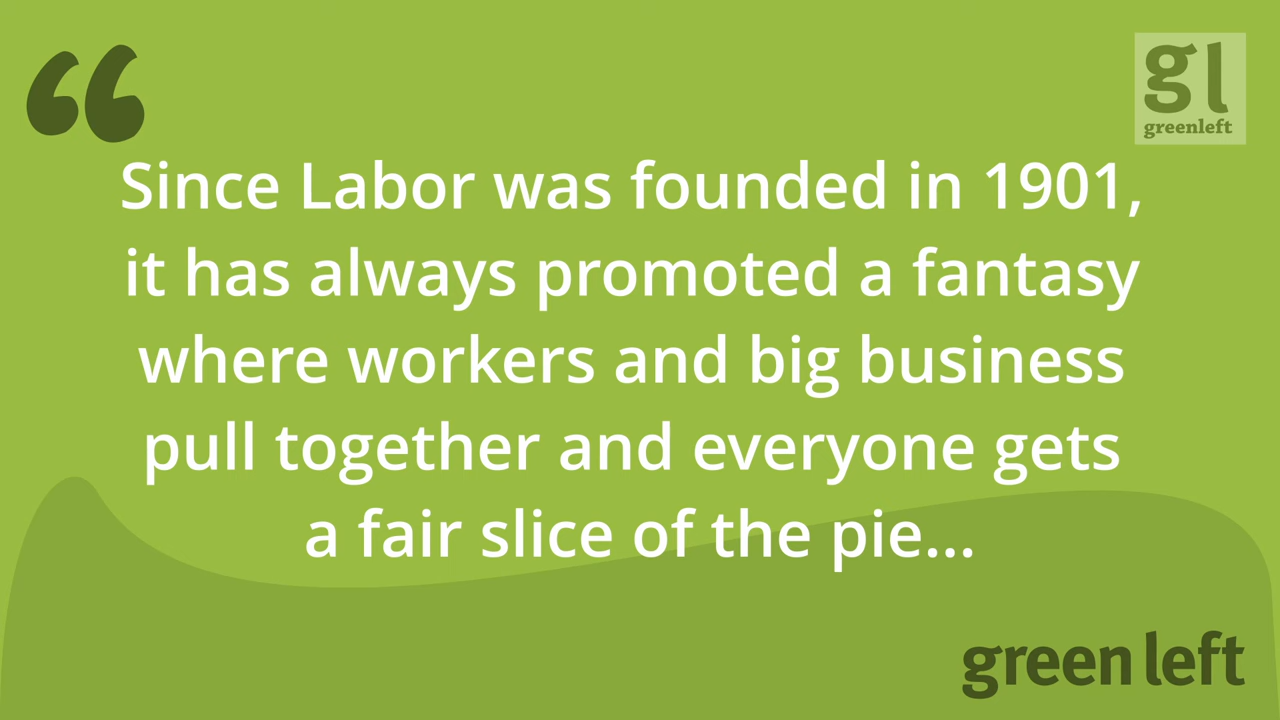 “
gl
greenleft
Since Labor was founded in 1901,
it has always promoted a fantasy
where workers and big business
pull together and everyone gets
a fair slice of the pie...
green left